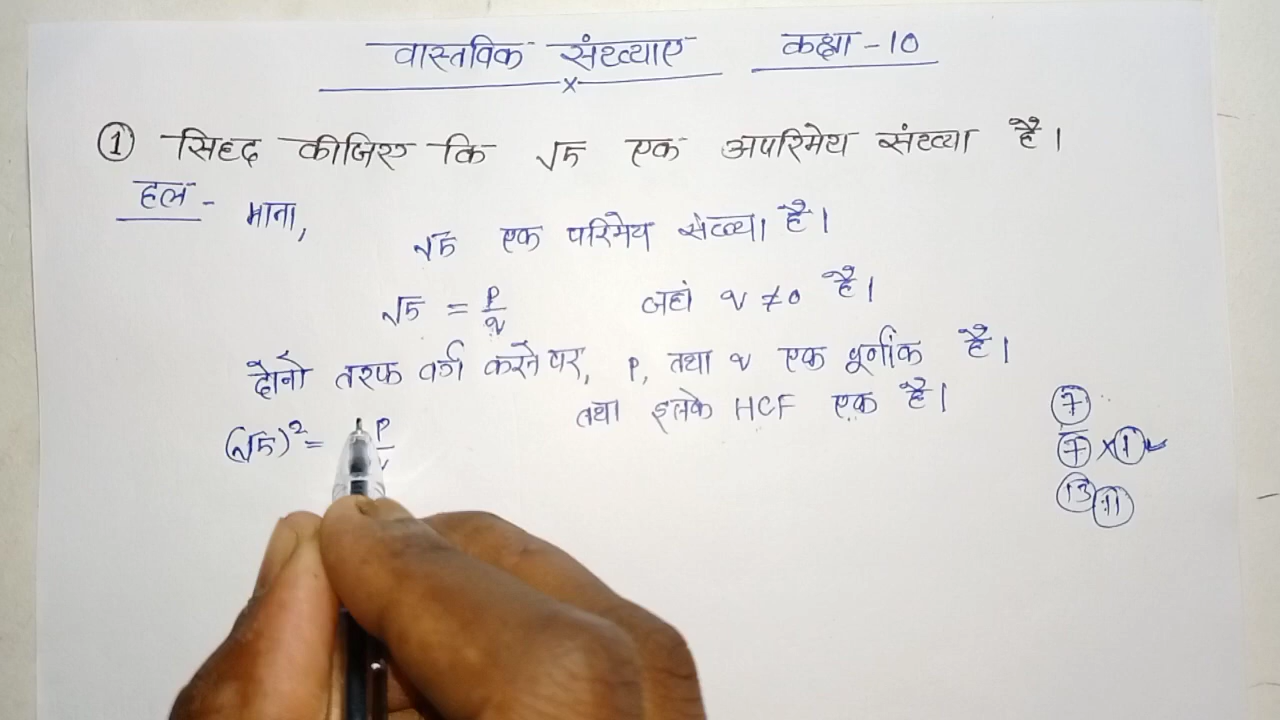 वास्तविक संख्याए कक्षा - 10
① सिद्द कीजिए कि √5 एक अपरिमेय संख्या है।
हल - माना,
√5 एक परिमेय संख्या है।
√5 = p/q जहां q ≠ 0 है।
दोनों तरफ वर्ग करने पर, P, तथा q एक पूर्णांक है।
तथा इनके HCF एक है।
(√5)² = P/
⑦
⑦ × ①
⑬ ⑪